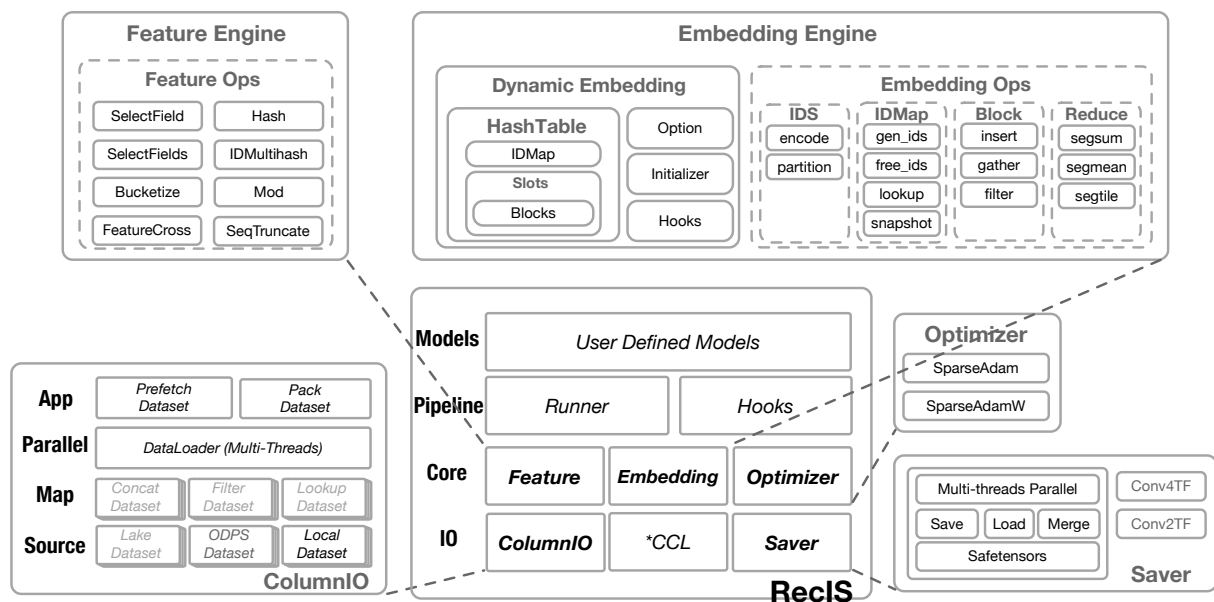 Feature Engine
Feature Ops
SelectField
Hash
SelectFields
IDMultihash
Bucketize
Mod
FeatureCross
SeqTruncate
Embedding Engine
Dynamic Embedding
HashTable
IDMap
Slots
Blocks
Option
Initializer
Hooks
Embedding Ops
IDS
encode
partition
IDMap
gen_ids
free_ids
lookup
snapshot
Block
insert
gather
filter
Reduce
segsum
segmean
segtile
App
Prefetch
Dataset
Pack
Dataset
Parallel
DataLoader (Multi-Threads)
Map
Concat
Dataset
Filter
Dataset
Lookup
Dataset
Source
Lake
Dataset
ODPS
Dataset
Local
Dataset
ColumnIO
Models
User Defined Models
Pipeline
Runner
Hooks
Core
Feature
Embedding
Optimizer
IO
ColumnIO
*CCL
Saver
RecIS
Optimizer
SparseAdam
SparseAdamW
Multi-threads Parallel
Save
Load
Merge
Safetensors
Conv4TF
Conv2TF
Saver